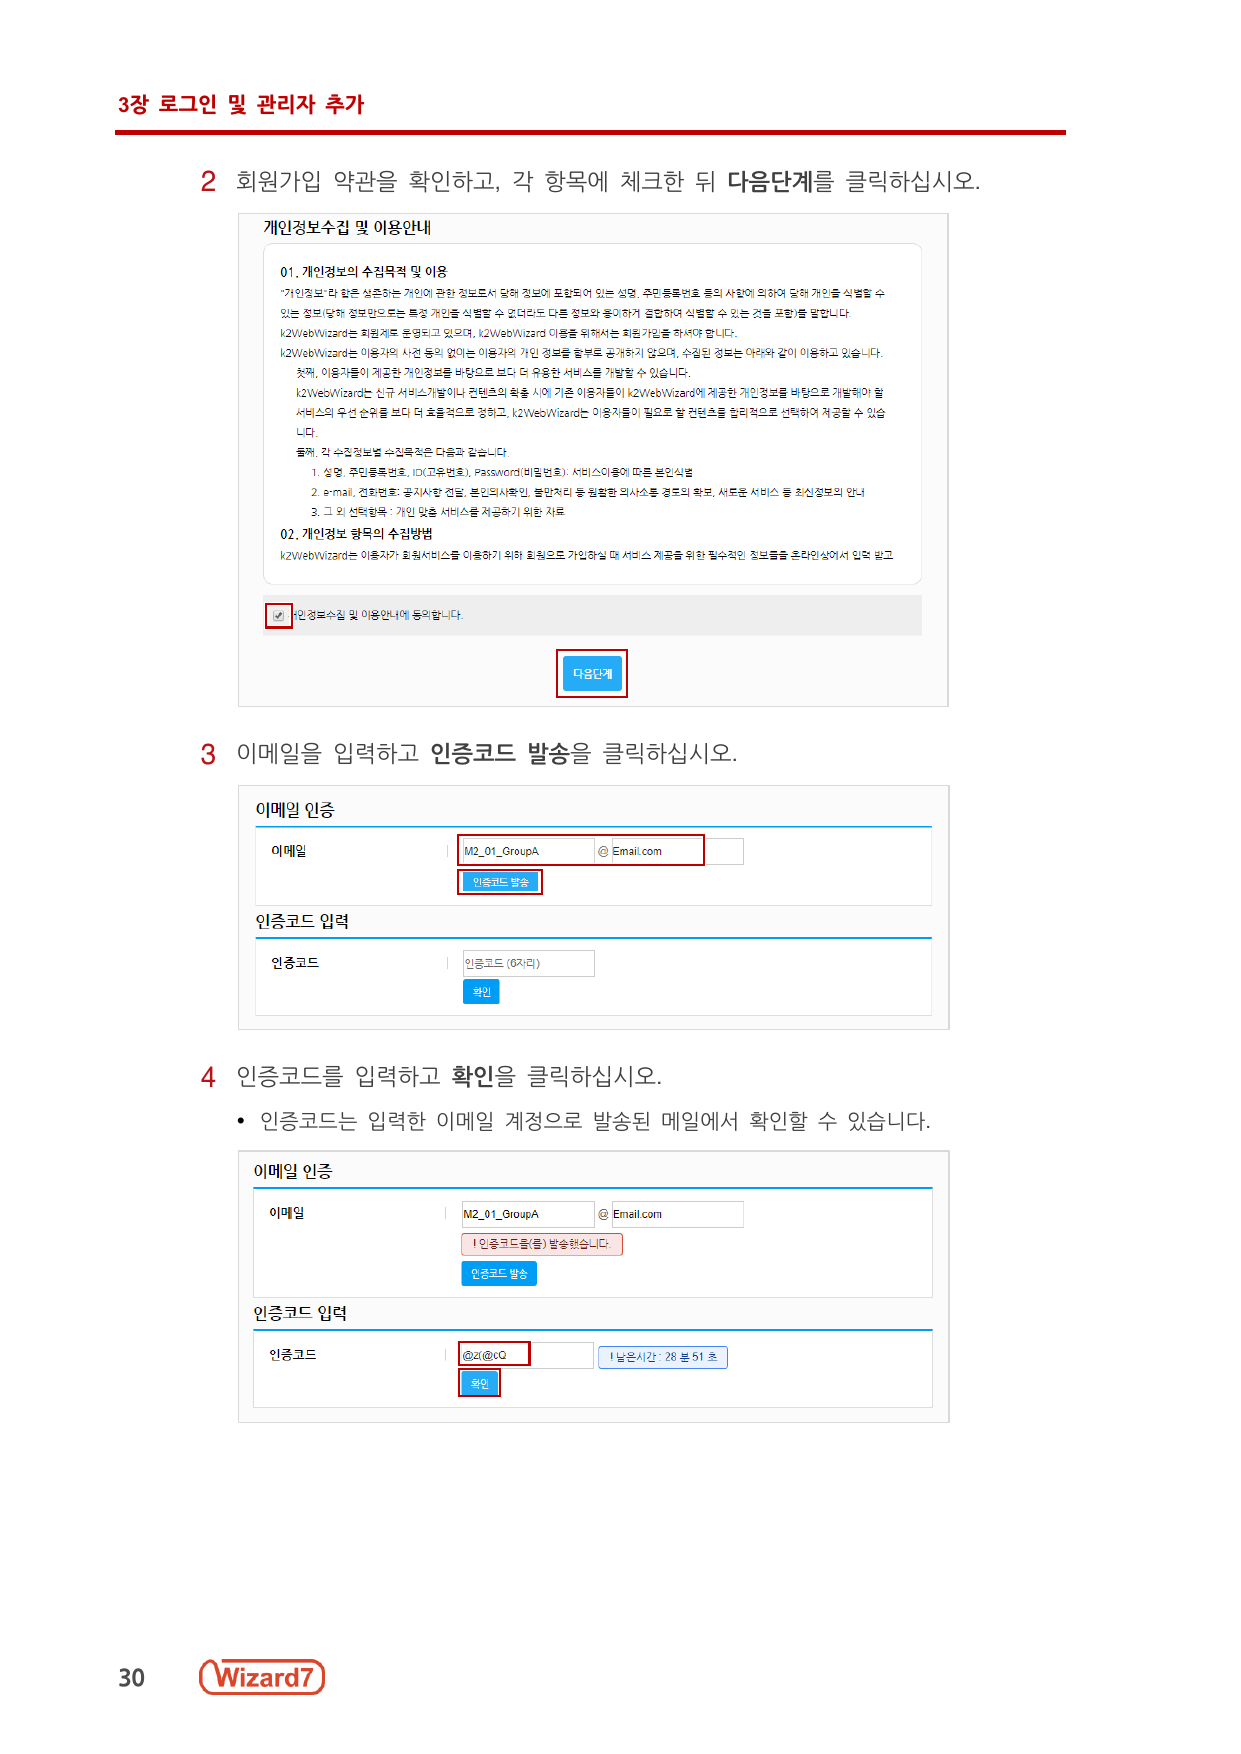 3장 로그인 및 관리자 추가
2 회원가입 약관을 확인하고, 각 항목에 체크한 뒤 다음단계를 클릭하십시오.
개인정보수집 및 이용안내
01. 개인정보의 수집목적 및 이용
"개인정보"라 함은 생존하는 개인에 관한 정보로서 당해 정보에 포함되어 있는 성명, 주민등록번호 등의 사항에 의하여 당해 개인을 식별할 수
있는 정보(당해 정보만으로는 특정 개인을 식별할 수 없더라도 다른 정보와 용이하게 결합하여 식별할 수 있는 것을 포함)를 말합니다.
k2WebWizard는 회원제로 운영되고 있으며, k2WebWizard 이용을 위해서는 회원가입을 하셔야 합니다.
k2WebWizard는 이용자의 사전 동의 없이는 이용자의 개인 정보를 함부로 공개하지 않으며, 수집된 정보는 아래와 같이 이용하고 있습니다.
첫째, 이용자들이 제공한 개인정보를 바탕으로 보다 더 유용한 서비스를 개발할 수 있습니다.
k2WebWizard는 신규 서비스개발이나 컨텐츠의 확충 시에 기존 이용자들이 k2WebWizard에 제공한 개인정보를 바탕으로 개발해야 할
서비스의 우선 순위를 보다 더 효율적으로 정하고, k2WebWizard는 이용자들이 필요로 할 컨텐츠를 합리적으로 선택하여 제공할 수 있습
니다.
둘째, 각 수집정보별 수집목적은 다음과 같습니다.
1. 성명, 주민등록번호, ID(고유번호), Password(비밀번호): 서비스이용에 따른 본인식별
2. e-mail, 전화번호: 공지사항 전달, 본인의사확인, 불만처리 등 원활한 의사소통 경로의 확보, 새로운 서비스 등 최신정보의 안내
3. 그 외 선택항목 : 개인 맞춤 서비스를 제공하기 위한 자료
02. 개인정보 항목의 수집방법
k2WebWizard는 이용자가 회원서비스를 이용하기 위해 회원으로 가입하실 때 서비스 제공을 위한 필수적인 정보들을 온라인상에서 입력 받고
개인정보수집 및 이용안내에 동의합니다.
다음단계
3 이메일을 입력하고 인증코드 발송을 클릭하십시오.
이메일 인증
이메일 M2_01_GroupA @ Email.com
인증코드 발송
인증코드 입력
인증코드 인증코드 (6자리)
확인
4 인증코드를 입력하고 확인을 클릭하십시오.
• 인증코드는 입력한 이메일 계정으로 발송된 메일에서 확인할 수 있습니다.
이메일 인증
이메일 M2_01_GroupA @ Email.com
! 인증코드을(를) 발송했습니다.
인증코드 발송
인증코드 입력
인증코드 @z(@cQ ! 남은시간 : 28 분 51 초
확인
30 Wizard7